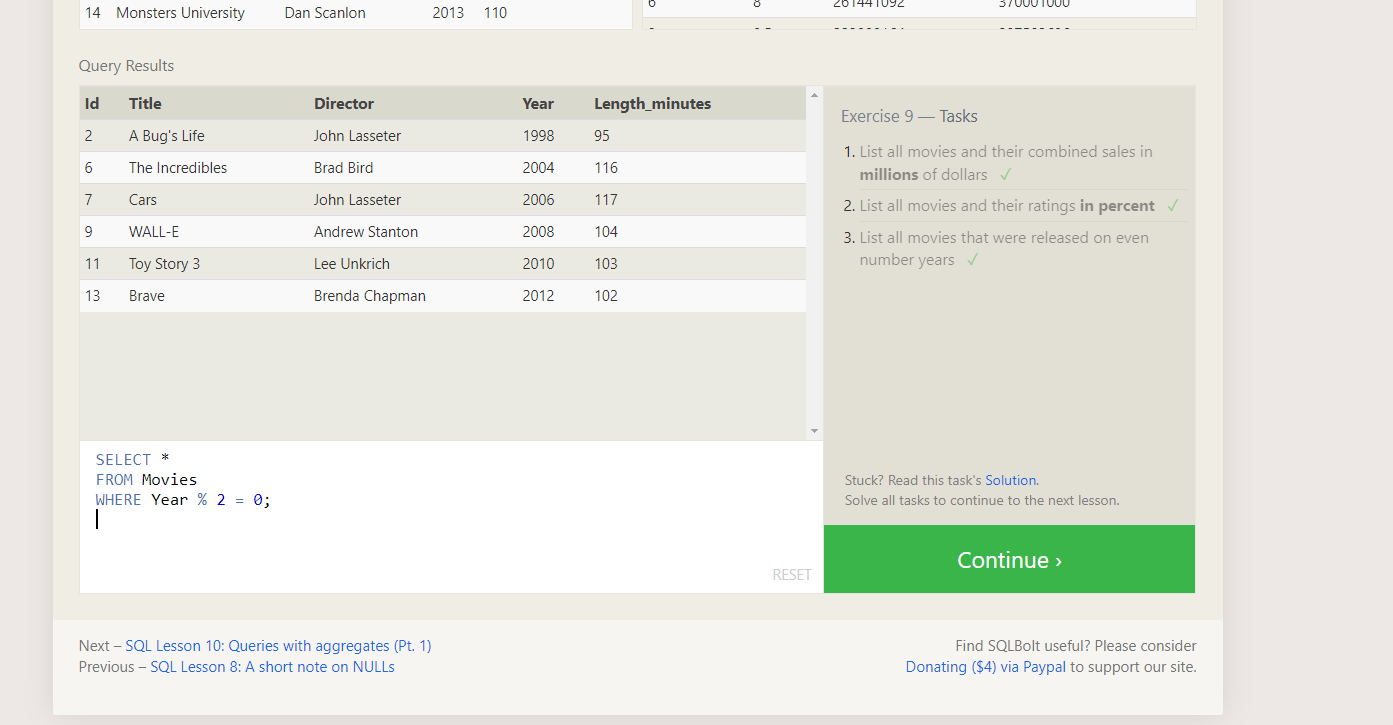 14 Monsters University Dan Scanlon 2013 110
6 8 261441092 370001000
Query Results
Id Title Director Year Length_minutes
2 A Bug's Life John Lasseter 1998 95
6 The Incredibles Brad Bird 2004 116
7 Cars John Lasseter 2006 117
9 WALL-E Andrew Stanton 2008 104
11 Toy Story 3 Lee Unkrich 2010 103
13 Brave Brenda Chapman 2012 102
Exercise 9 — Tasks
1. List all movies and their combined sales in
millions of dollars ✓
2. List all movies and their ratings in percent ✓
3. List all movies that were released on even
number years ✓
SELECT *
FROM Movies
WHERE Year % 2 = 0;
RESET
Stuck? Read this task's Solution.
Solve all tasks to continue to the next lesson.
Continue ›
Next – SQL Lesson 10: Queries with aggregates (Pt. 1)
Previous – SQL Lesson 8: A short note on NULLs
Find SQLBolt useful? Please consider
Donating ($4) via Paypal to support our site.